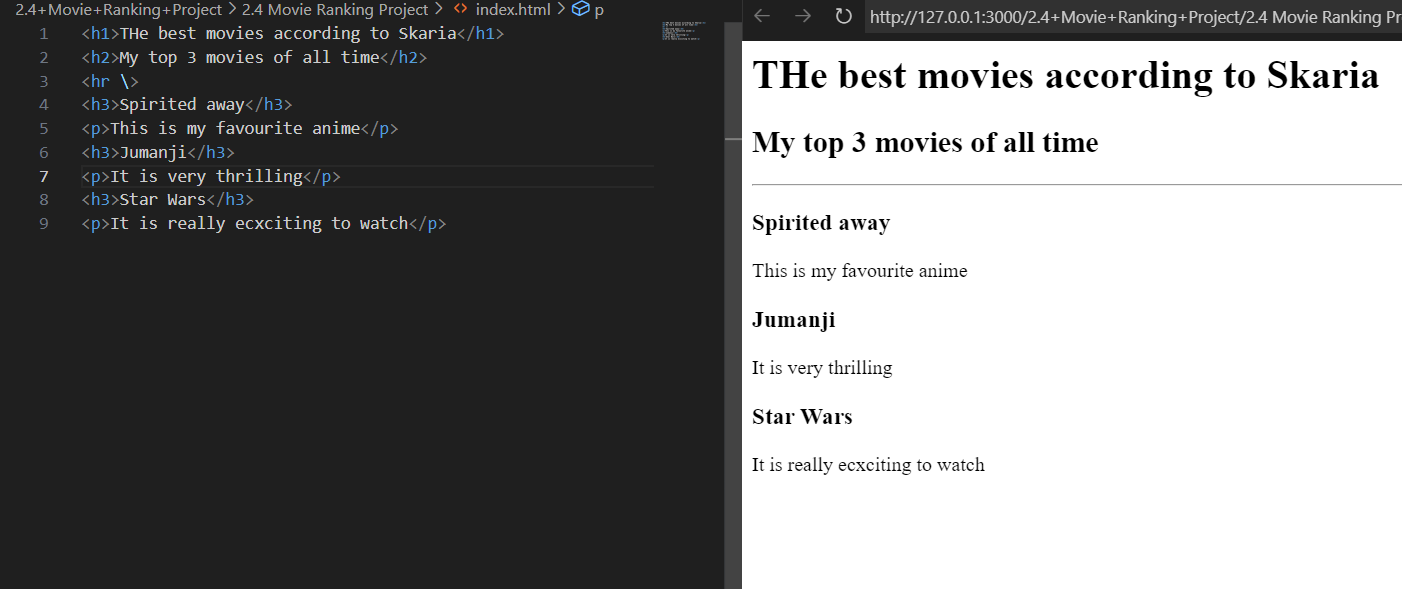 2.4+Movie+Ranking+Project > 2.4 Movie Ranking Project > <> index.html > p
1 <h1>THe best movies according to Skaria</h1>
2 <h2>My top 3 movies of all time</h2>
3 <hr \>
4 <h3>Spirited away</h3>
5 <p>This is my favourite anime</p>
6 <h3>Jumanji</h3>
7 <p>It is very thrilling</p>
8 <h3>Star Wars</h3>
9 <p>It is really ecxciting to watch</p>
http://127.0.0.1:3000/2.4+Movie+Ranking+Project/2.4 Movie Ranking Pr
THe best movies according to Skaria
My top 3 movies of all time
Spirited away
This is my favourite anime
Jumanji
It is very thrilling
Star Wars
It is really ecxciting to watch